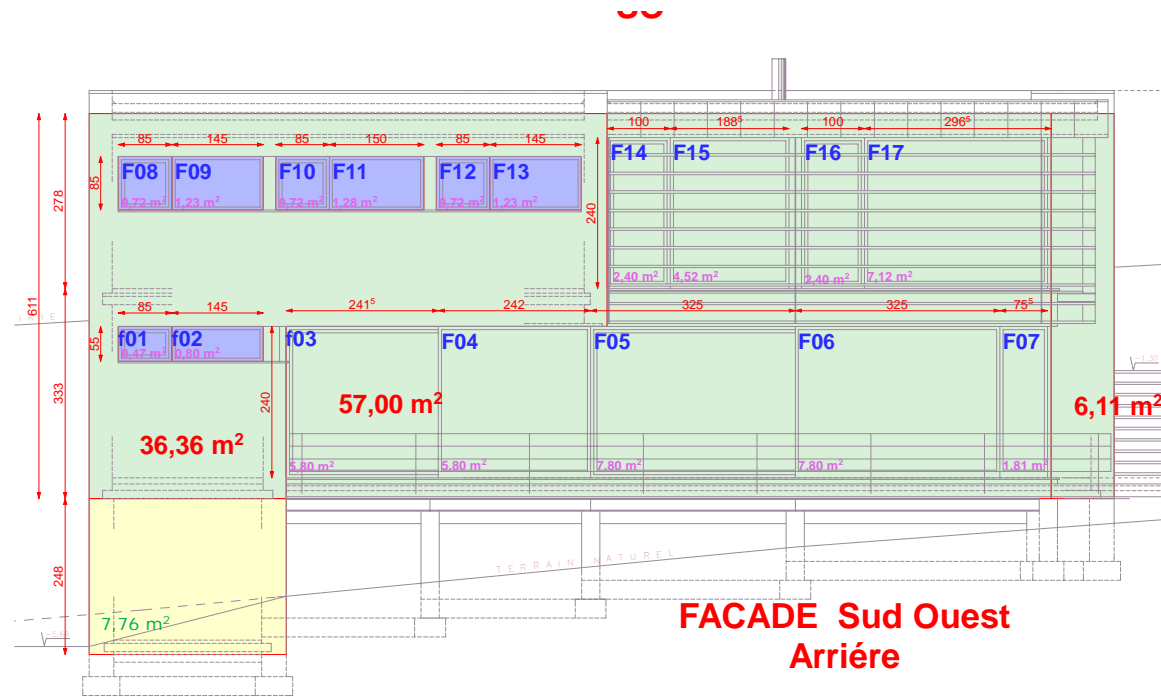 85 145 85 150 85 145 100 188⁵ 100 296⁵
F08 F09 F10 F11 F12 F13 F14 F15 F16 F17
85
0,72 m² 1,23 m² 0,72 m² 1,28 m² 0,72 m² 1,23 m²
278
240
2,40 m² 4,52 m² 2,40 m² 7,12 m²
611
85 145 241⁵ 242 325 325 75⁵
f01 f02 f03 F04 F05 F06 F07
55
0,47 m² 0,80 m²
-1.30
333
240
57,00 m²
6,11 m²
36,36 m²
5.80 m² 5.80 m² 7.80 m² 7.80 m² 1.81 m²
TERRAIN NATUREL
248
7,76 m²
FACADE Sud Ouest
Arriére